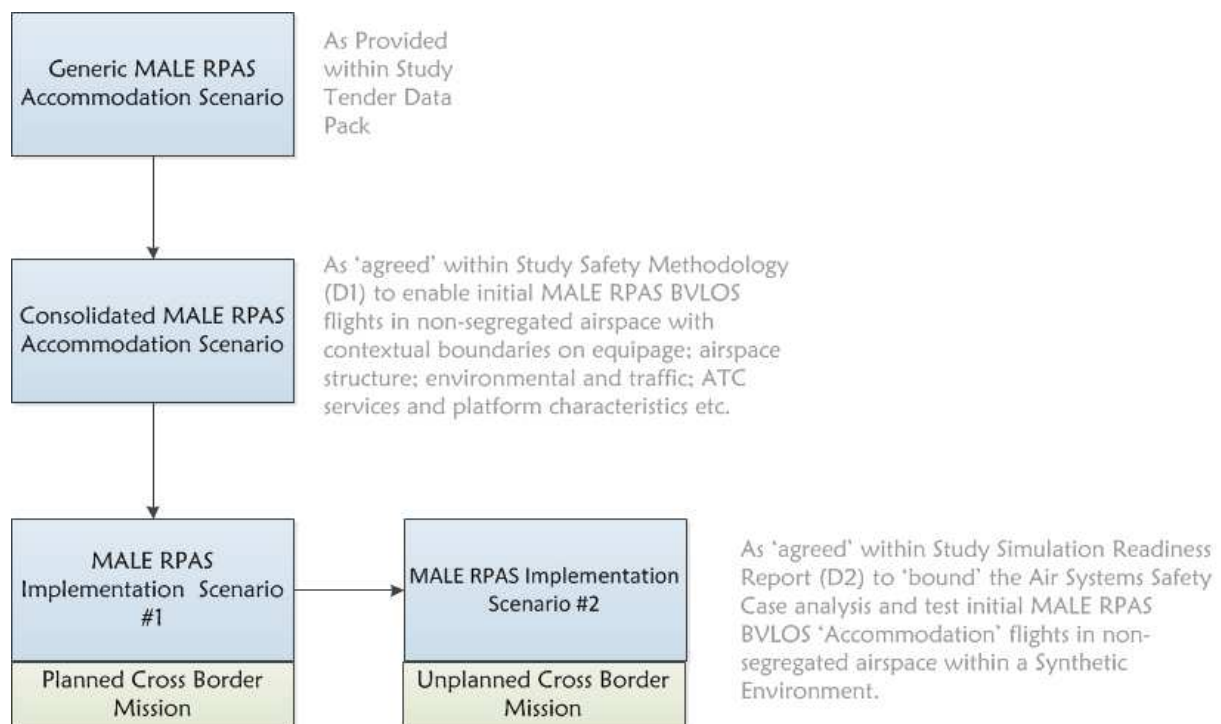 Generic MALE RPAS
Accommodation Scenario
As Provided
within Study
Tender Data
Pack
Consolidated MALE RPAS
Accommodation Scenario
As ‘agreed’ within Study Safety Methodology
(D1) to enable initial MALE RPAS BVLOS
flights in non-segregated airspace with
contextual boundaries on equipage; airspace
structure; environmental and traffic; ATC
services and platform characteristics etc.
MALE RPAS
Implementation Scenario
#1
Planned Cross Border
Mission
MALE RPAS Implementation
Scenario #2
Unplanned Cross Border
Mission
As ‘agreed’ within Study Simulation Readiness
Report (D2) to ‘bound’ the Air Systems Safety
Case analysis and test initial MALE RPAS
BVLOS ‘Accommodation’ flights in non-
segregated airspace within a Synthetic
Environment.